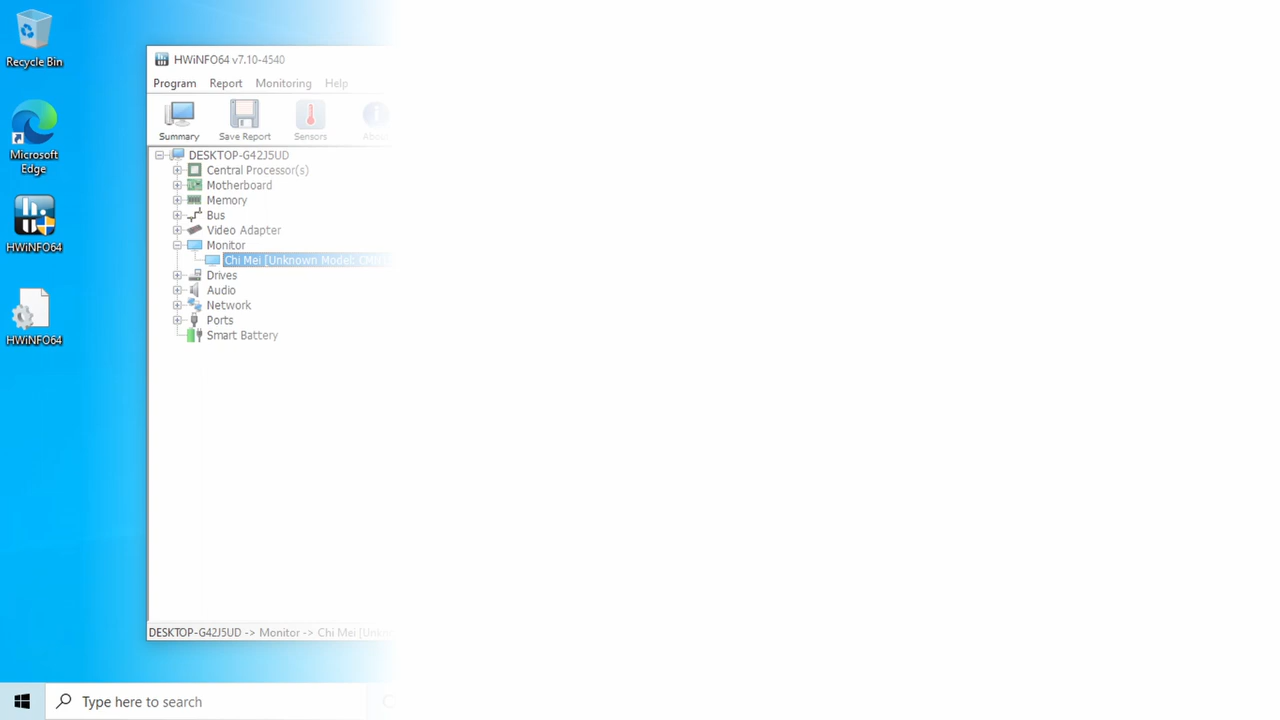 Recycle Bin
Microsoft
Edge
HWiNFO64
HWiNFO64
HWiNFO64 v7.10-4540
Program Report Monitoring Help
Summary Save Report Sensors About
DESKTOP-G42J5UD
Central Processor(s)
Motherboard
Memory
Bus
Video Adapter
Monitor
Chi Mei [Unknown Model: CMN
Drives
Audio
Network
Ports
Smart Battery
DESKTOP-G42J5UD -> Monitor -> Chi Mei [Unkn
Type here to search